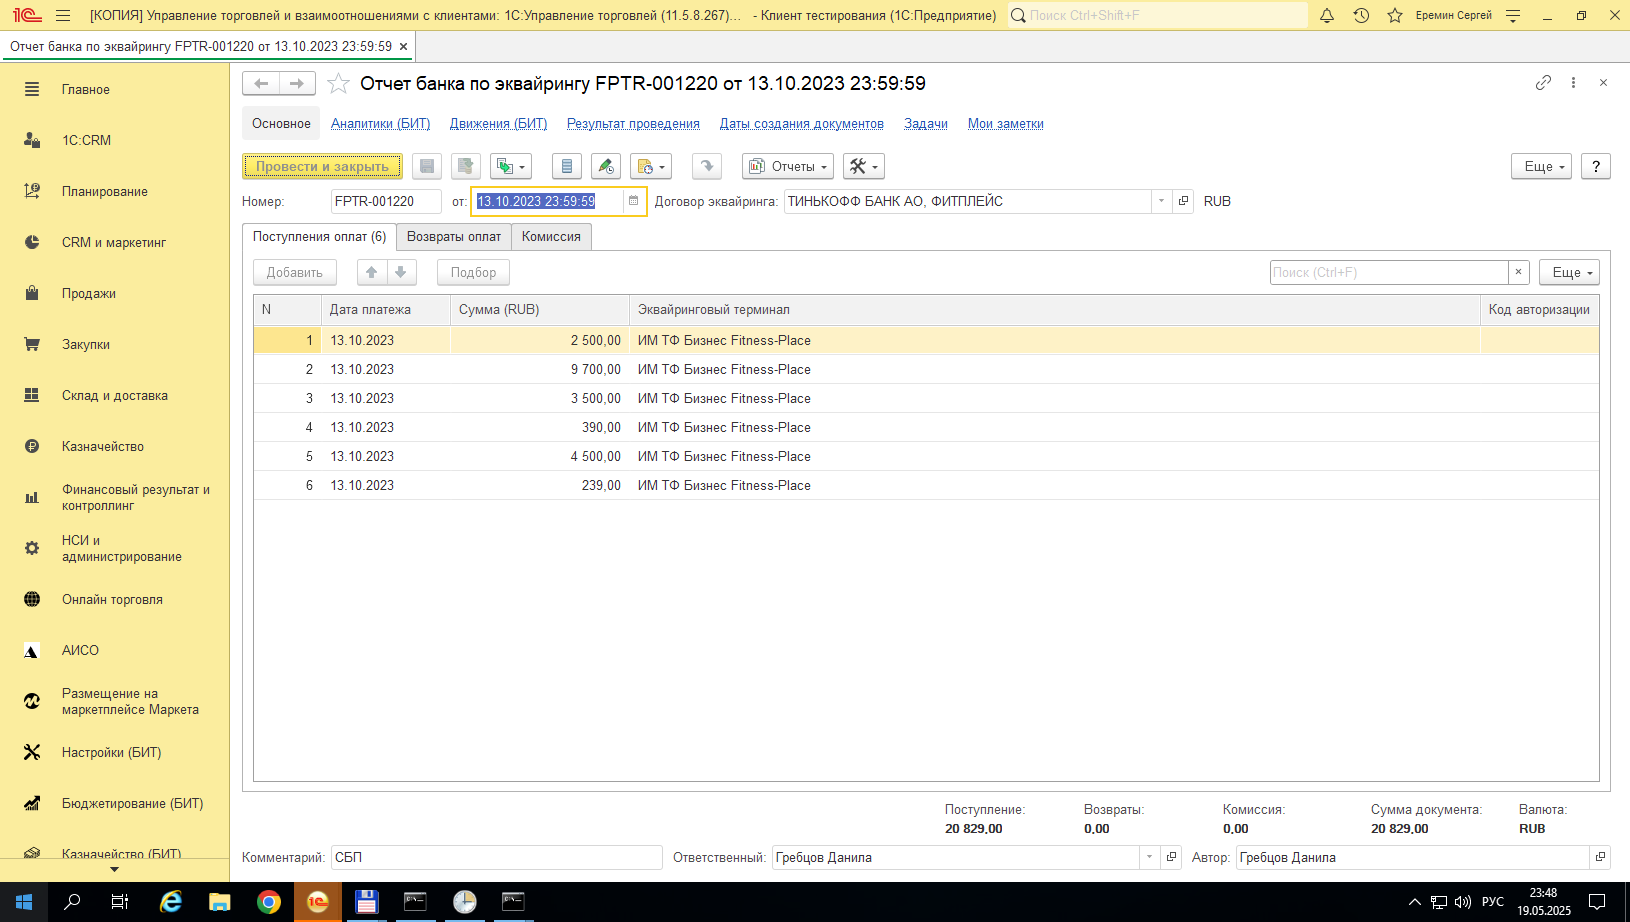 [КОПИЯ] Управление торговлей и взаимоотношениями с клиентами: 1С:Управление торговлей (11.5.8.267)... - Клиент тестирования (1С:Предприятие)
Поиск Ctrl+Shift+F
Еремин Сергей
Отчет банка по эквайрингу FPTR-001220 от 13.10.2023 23:59:59 ×
Главное
1С:CRM
Планирование
CRM и маркетинг
Продажи
Закупки
Склад и доставка
Казначейство
Финансовый результат и
контроллинг
НСИ и
администрирование
Онлайн торговля
АИСО
Размещение на
маркетплейсе Маркета
Настройки (БИТ)
Бюджетирование (БИТ)
Казначейство (БИТ)
Отчет банка по эквайрингу FPTR-001220 от 13.10.2023 23:59:59
Основное Аналитики (БИТ) Движения (БИТ) Результат проведения Даты создания документов Задачи Мои заметки
Провести и закрыть Отчеты Еще ?
Номер: FPTR-001220 от: 13.10.2023 23:59:59 Договор эквайринга: ТИНЬКОФФ БАНК АО, ФИТПЛЕЙС RUB
Поступления оплат (6) Возвраты оплат Комиссия
Добавить Подбор Поиск (Ctrl+F) × Еще
N Дата платежа Сумма (RUB) Эквайринговый терминал Код авторизации
1 13.10.2023 2 500,00 ИМ ТФ Бизнес Fitness-Place
2 13.10.2023 9 700,00 ИМ ТФ Бизнес Fitness-Place
3 13.10.2023 3 500,00 ИМ ТФ Бизнес Fitness-Place
4 13.10.2023 390,00 ИМ ТФ Бизнес Fitness-Place
5 13.10.2023 4 500,00 ИМ ТФ Бизнес Fitness-Place
6 13.10.2023 239,00 ИМ ТФ Бизнес Fitness-Place
Поступление: Возвраты: Комиссия: Сумма документа: Валюта:
20 829,00 0,00 0,00 20 829,00 RUB
Комментарий: СБП Ответственный: Гребцов Данила Автор: Гребцов Данила
РУС
23:48
19.05.2025